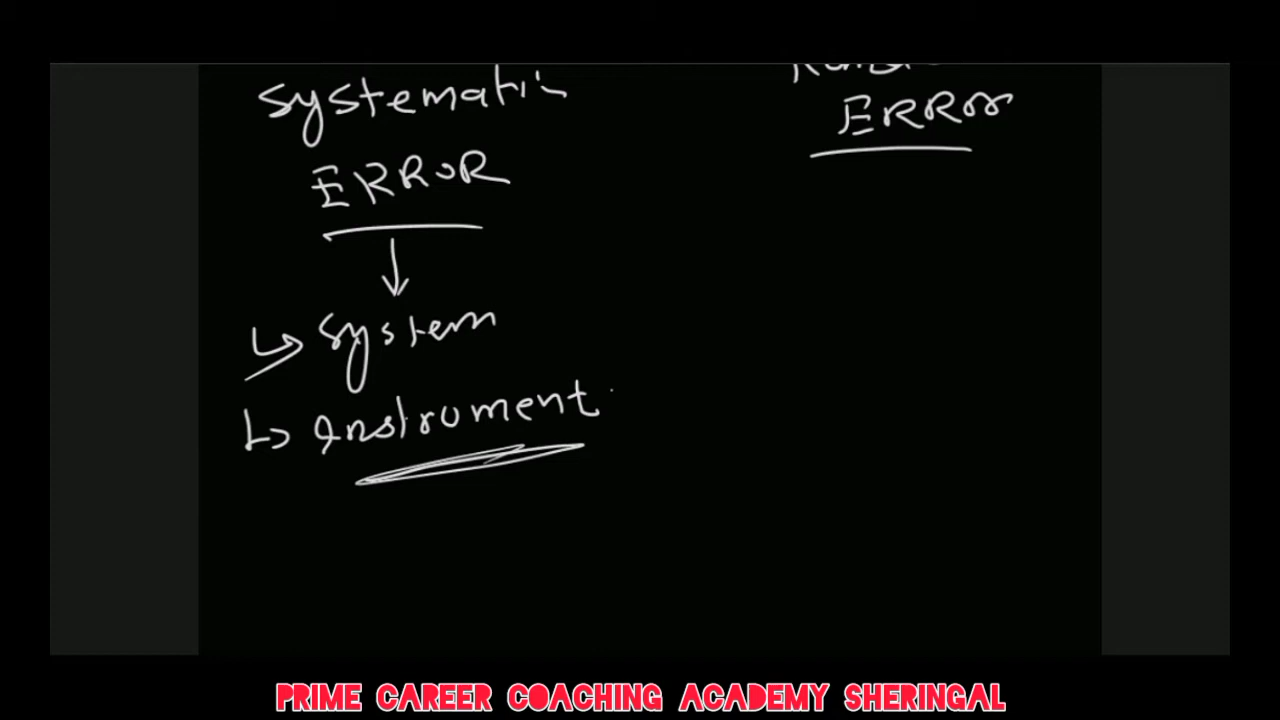 Systematic
ERROR
ERROR
↳ System
↳ Instrument
PRIME CAREER COACHING ACADEMY SHERINGAL